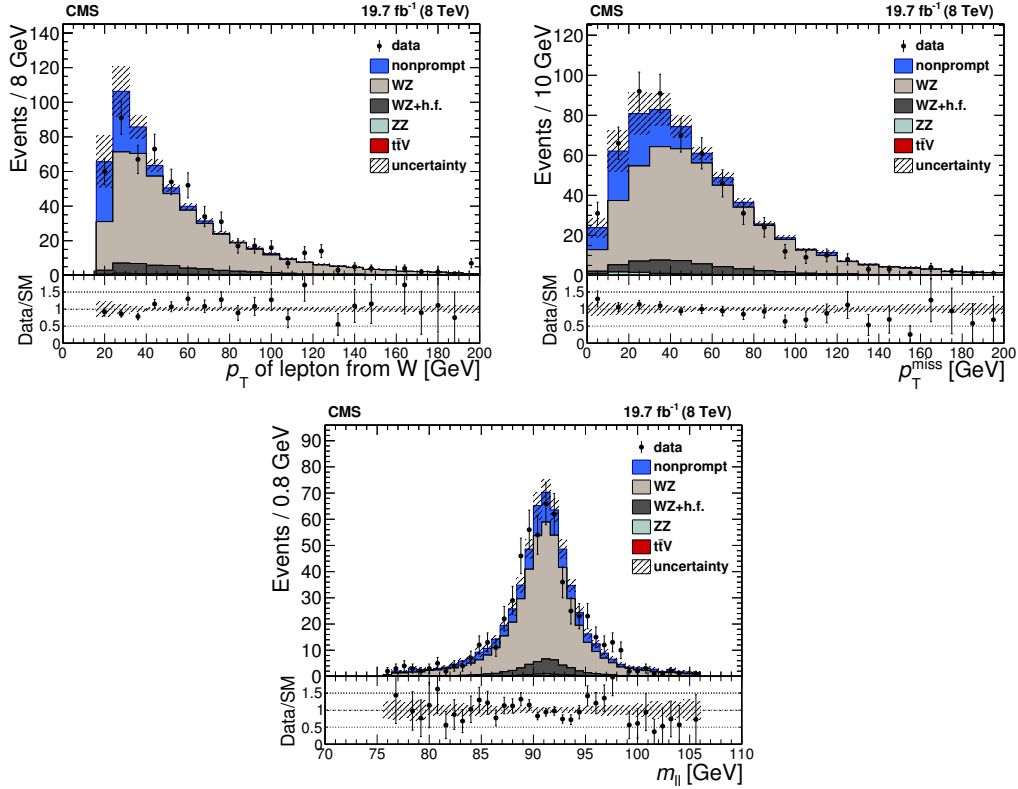 CMS 19.7 fb⁻¹ (8 TeV)
Events / 8 GeV
140
120
100
80
60
40
20
0
data
nonprompt
WZ
WZ+h.f.
ZZ
tt̄V
uncertainty
Data/SM
1.5
1
0.5
0
0 20 40 60 80 100 120 140 160 180 200
p_T of lepton from W [GeV]
CMS 19.7 fb⁻¹ (8 TeV)
Events / 10 GeV
120
100
80
60
40
20
0
data
nonprompt
WZ
WZ+h.f.
ZZ
tt̄V
uncertainty
Data/SM
1.5
1
0.5
0
0 20 40 60 80 100 120 140 160 180 200
p_T^miss [GeV]
CMS 19.7 fb⁻¹ (8 TeV)
Events / 0.8 GeV
90
80
70
60
50
40
30
20
10
0
data
nonprompt
WZ
WZ+h.f.
ZZ
tt̄V
uncertainty
Data/SM
1.5
1
0.5
0
70 75 80 85 90 95 100 105 110
m_ll [GeV]